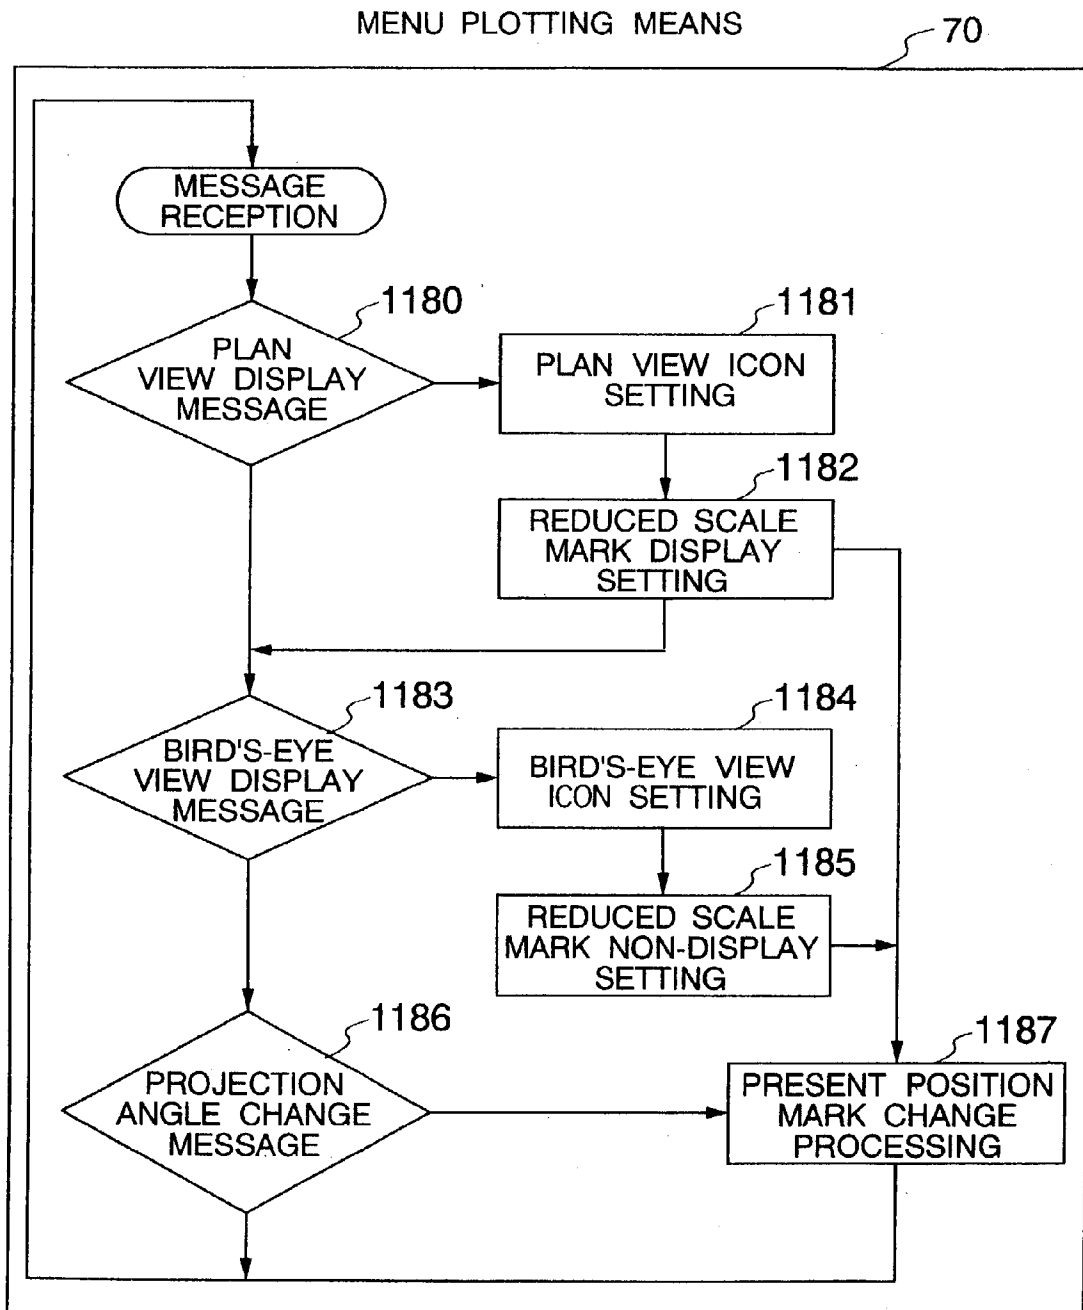 MENU PLOTTING MEANS
70
MESSAGE
RECEPTION
1180
PLAN
VIEW DISPLAY
MESSAGE
1181
PLAN VIEW ICON
SETTING
1182
REDUCED SCALE
MARK DISPLAY
SETTING
1183
BIRD'S-EYE
VIEW DISPLAY
MESSAGE
1184
BIRD'S-EYE VIEW
ICON SETTING
1185
REDUCED SCALE
MARK NON-DISPLAY
SETTING
1186
PROJECTION
ANGLE CHANGE
MESSAGE
1187
PRESENT POSITION
MARK CHANGE
PROCESSING